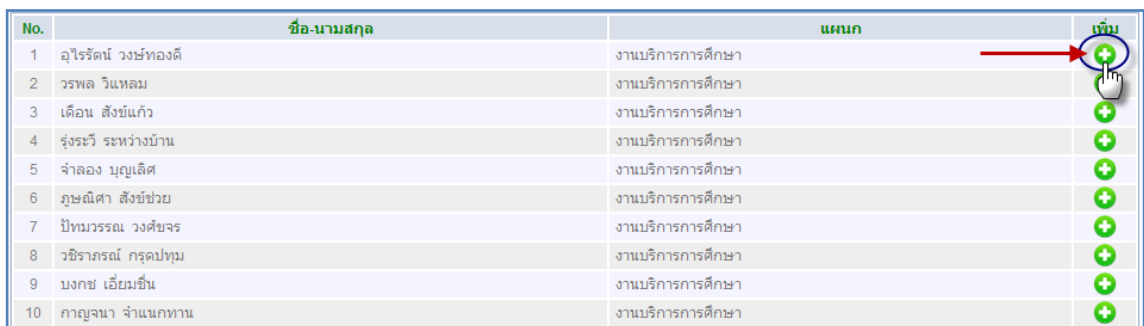 No. ชื่อ-นามสกุล แผนก เพิ่ม
1 อุไรรัตน์ วงษ์ทองดี งานบริการการศึกษา
2 วรพล วิแหลม งานบริการการศึกษา
3 เดือน สังข์แก้ว งานบริการการศึกษา
4 รุ่งระวี ระหว่างบ้าน งานบริการการศึกษา
5 จำลอง บุญเลิศ งานบริการการศึกษา
6 ภูษณิศา สังข์ช่วย งานบริการการศึกษา
7 ปัทมวรรณ วงศ์ขจร งานบริการการศึกษา
8 วชิราภรณ์ กรุดปทุม งานบริการการศึกษา
9 บงกช เอี่ยมชื่น งานบริการการศึกษา
10 กาญจนา จำแนกทาน งานบริการการศึกษา